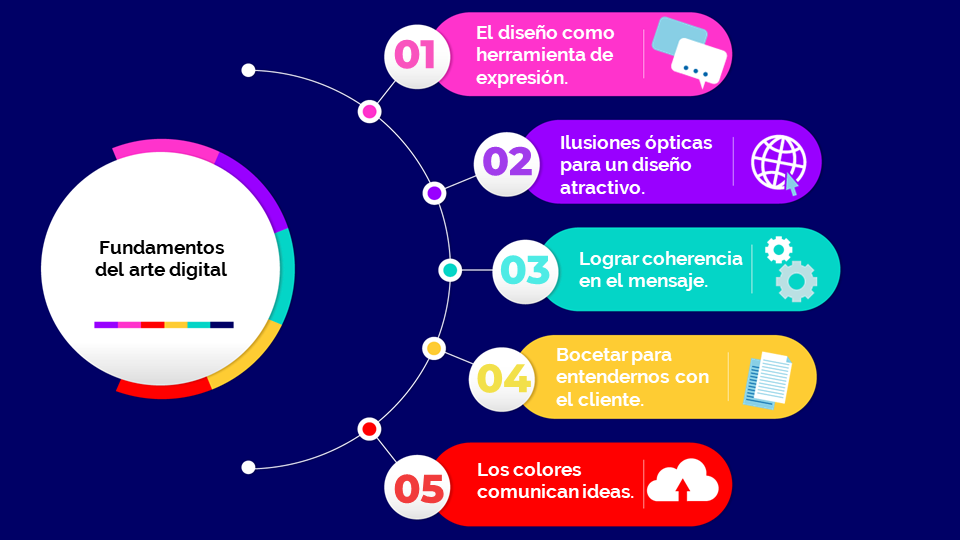 Fundamentos
del arte digital
01
El diseño como
herramienta de
expresión.
02
Ilusiones ópticas
para un diseño
atractivo.
03
Lograr coherencia
en el mensaje.
04
Bocetar para
entendernos con
el cliente.
05
Los colores
comunican ideas.